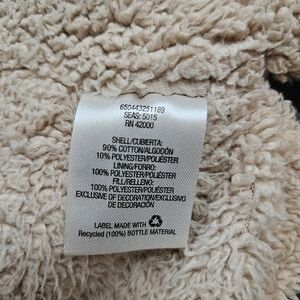 650443251189
SEAS: 5015
RN 42000
SHELL/CUBIERTA:
90% COTTON/ALGODÓN
10% POLYESTER/POLIÉSTER
LINING/FORRO:
100% POLYESTER/POLIÉSTER
FILL/RELLENO:
100% POLYESTER/POLIÉSTER
EXCLUSIVE OF DECORATION/EXCLUSIVO
DE DECORACIÓN
LABEL MADE WITH
Recycled (100%) BOTTLE MATERIAL